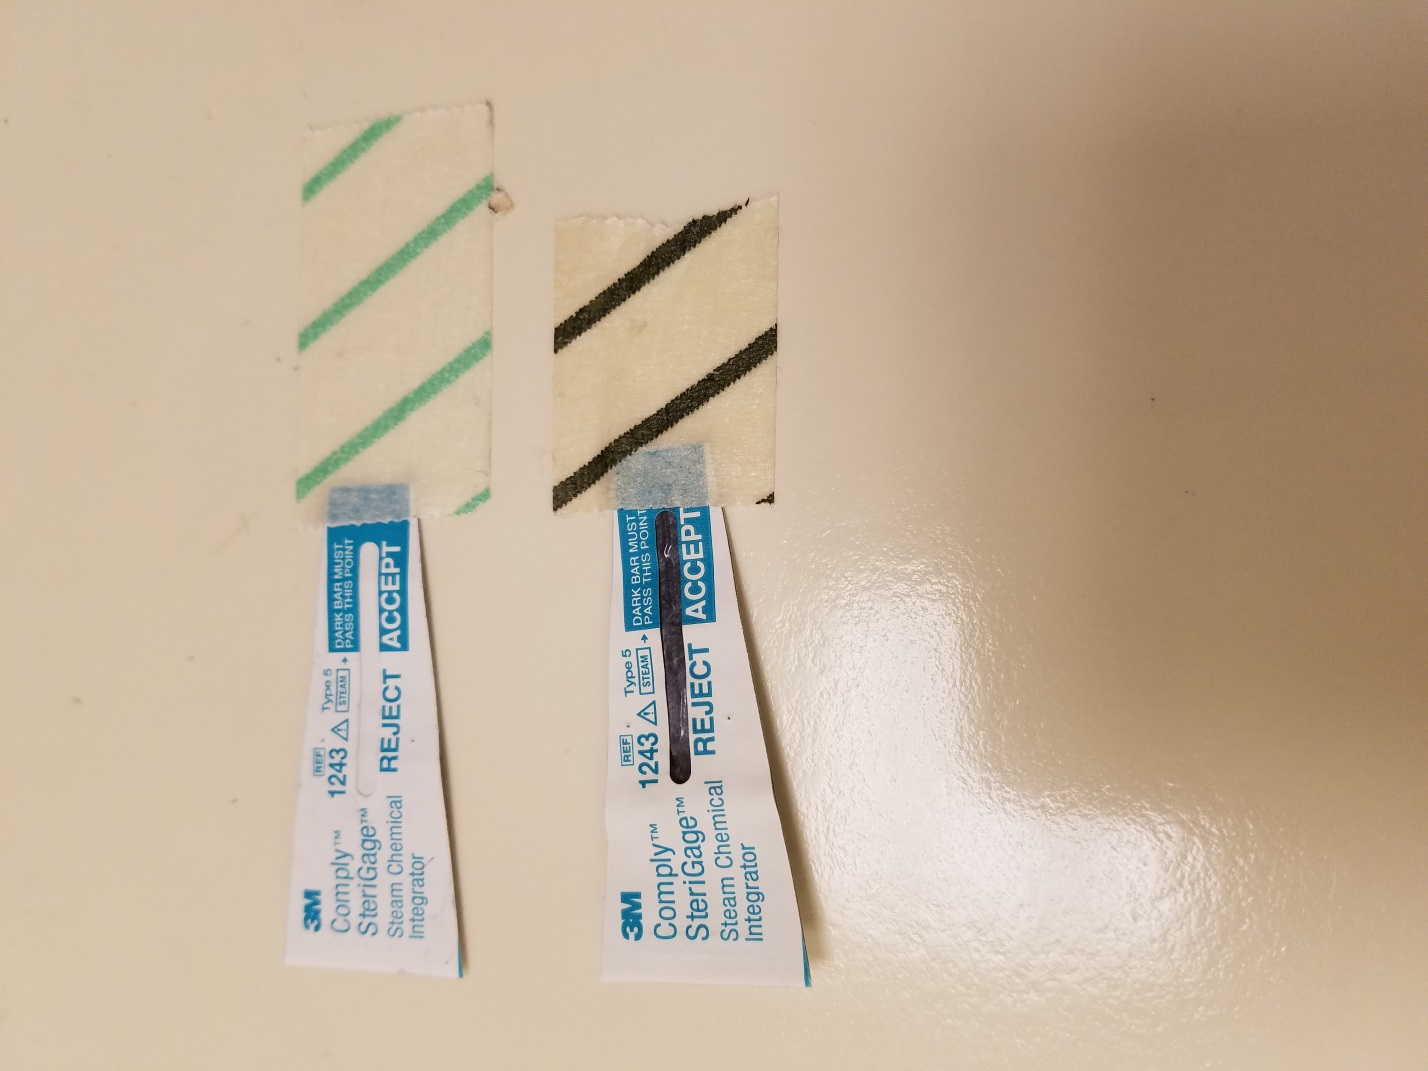 3M
Comply™
SteriGage™
Steam Chemical
Integrator
REF
1243
Type 5
STEAM
DARK BAR MUST
PASS THIS POINT
REJECT ACCEPT
3M
Comply™
SteriGage™
Steam Chemical
Integrator
REF
1243
Type 5
STEAM
DARK BAR MUST
PASS THIS POINT
REJECT ACCEPT